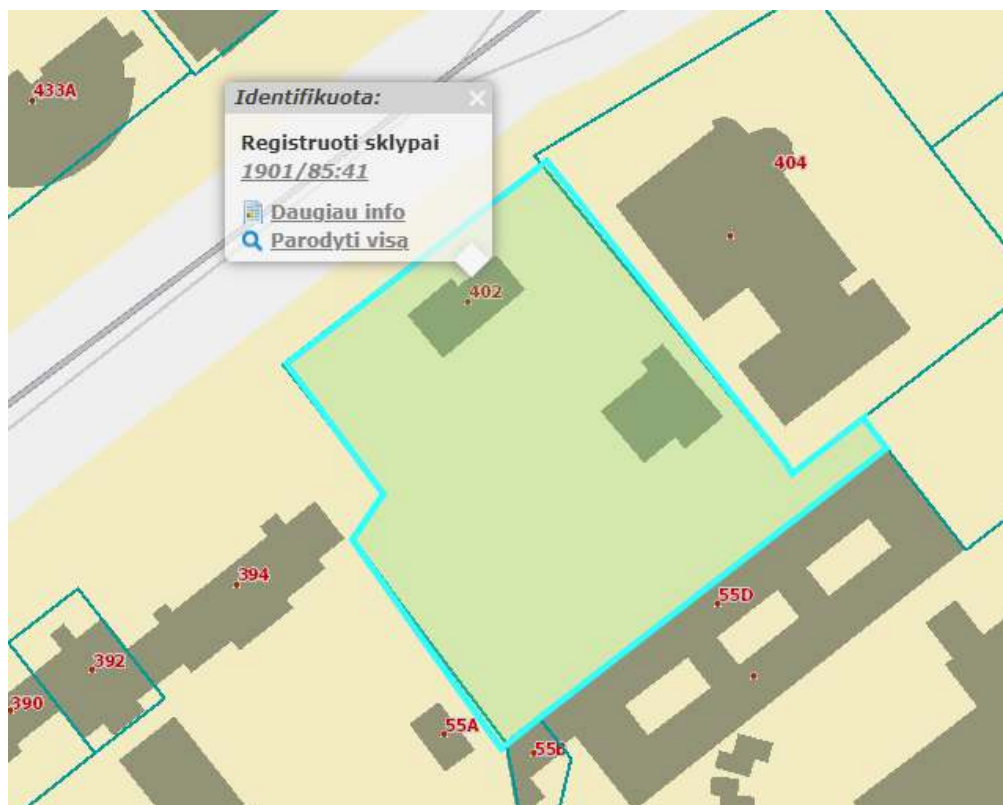 433A
Identifikuota:
Registruoti sklypai
1901/85:41
Daugiau info
Parodyti visą
404
402
394
392
390
55D
55A
55B